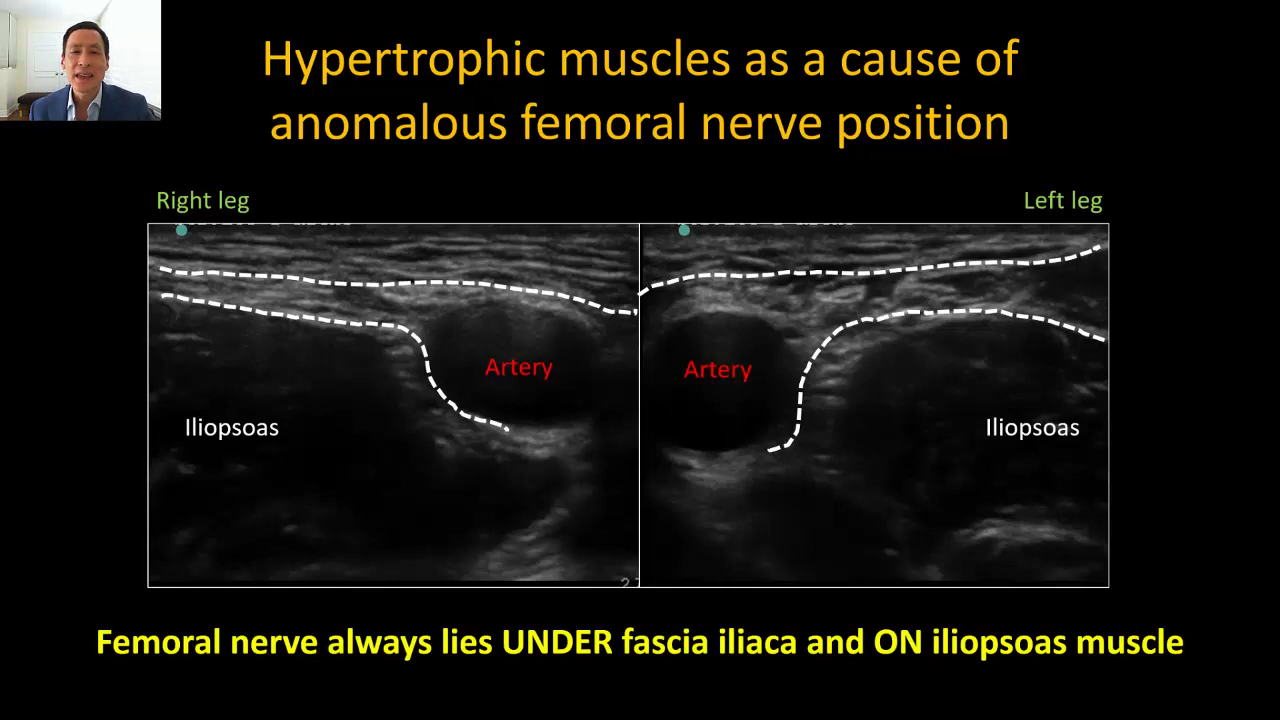 Hypertrophic muscles as a cause of
anomalous femoral nerve position
Right leg
Left leg
Artery
Artery
Iliopsoas
Iliopsoas
Femoral nerve always lies UNDER fascia iliaca and ON iliopsoas muscle